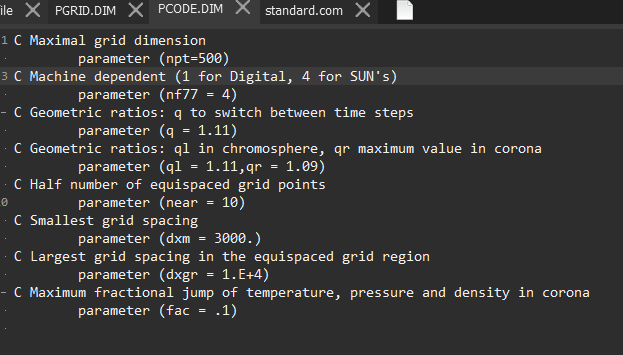 ile PGRID.DIM PCODE.DIM standard.com
1 C Maximal grid dimension
parameter (npt=500)
3 C Machine dependent (1 for Digital, 4 for SUN's)
parameter (nf77 = 4)
C Geometric ratios: q to switch between time steps
parameter (q = 1.11)
C Geometric ratios: ql in chromosphere, qr maximum value in corona
parameter (ql = 1.11,qr = 1.09)
C Half number of equispaced grid points
0 parameter (near = 10)
C Smallest grid spacing
parameter (dxm = 3000.)
C Largest grid spacing in the equispaced grid region
parameter (dxgr = 1.E+4)
C Maximum fractional jump of temperature, pressure and density in corona
parameter (fac = .1)